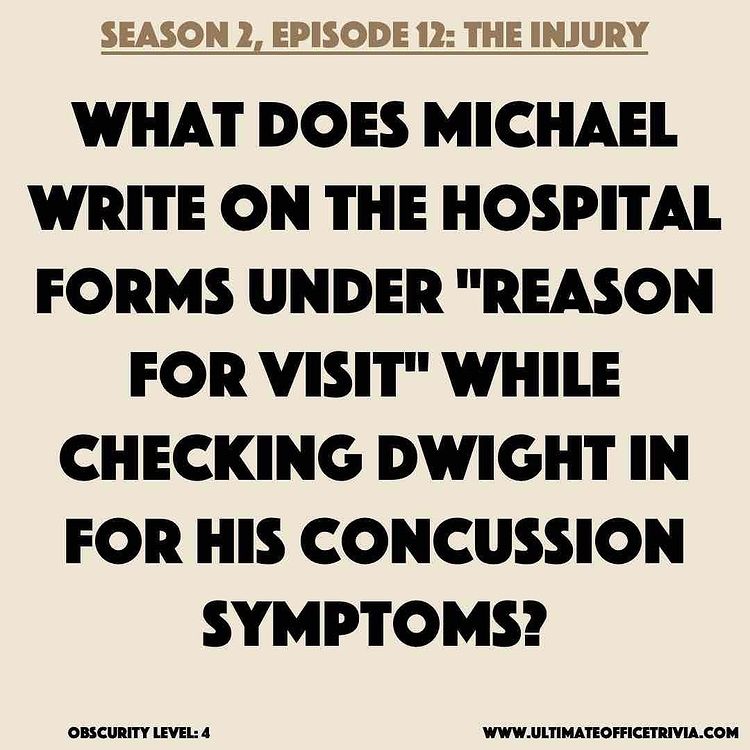 SEASON 2, EPISODE 12: THE INJURY
WHAT DOES MICHAEL
WRITE ON THE HOSPITAL
FORMS UNDER "REASON
FOR VISIT" WHILE
CHECKING DWIGHT IN
FOR HIS CONCUSSION
SYMPTOMS?
OBSCURITY LEVEL: 4
WWW.ULTIMATEOFFICETRIVIA.COM